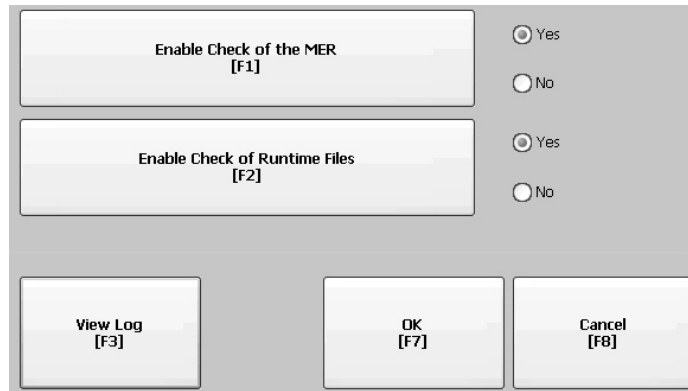 Enable Check of the MER
[F1]
Yes
No
Enable Check of Runtime Files
[F2]
Yes
No
View Log
[F3]
OK
[F7]
Cancel
[F8]